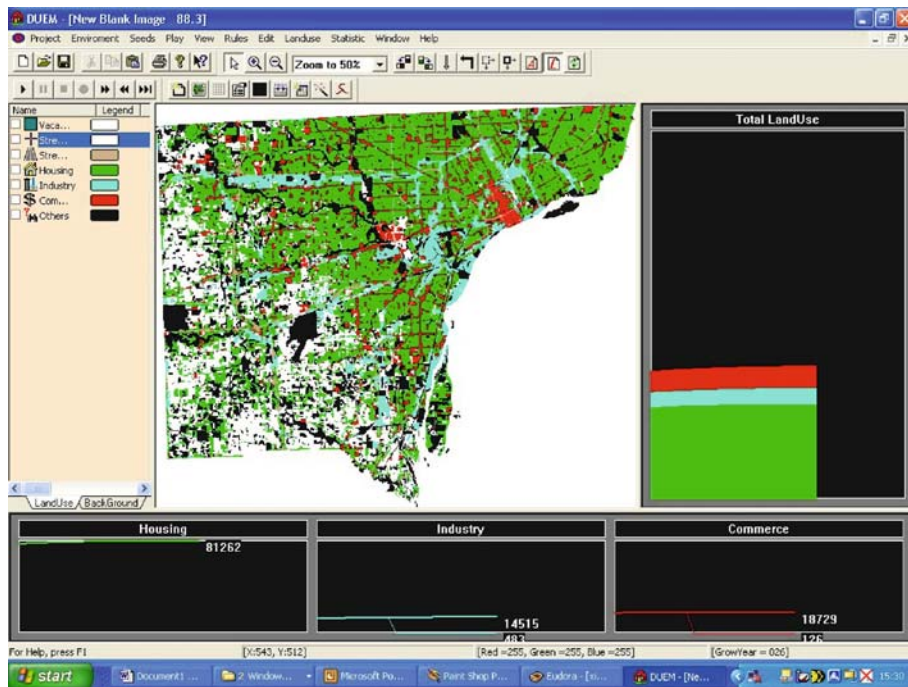 DUEM - [New Blank Image 88.3]
Project Enviroment Seeds Play View Rules Edit Landuse Statistic Window Help
Zoom to 50%
Name Legend
Vaca...
Stre...
Stre...
Housing
Industry
Com...
Others
LandUse BackGround
Total LandUse
Housing
81262
Industry
14515
483
Commerce
18729
126
For Help, press F1 [X:543, Y:512] [Red =255, Green =255, Blue =255] [GrowYear = 026]
start Document1 ... 2 Window... Microsoft Po... Paint Shop P... DUEM - [Ne... 15:30